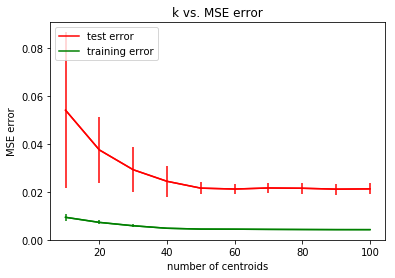 k vs. MSE error
test error
training error
MSE error
0.08
0.06
0.04
0.02
0.00
20 40 60 80 100
number of centroids